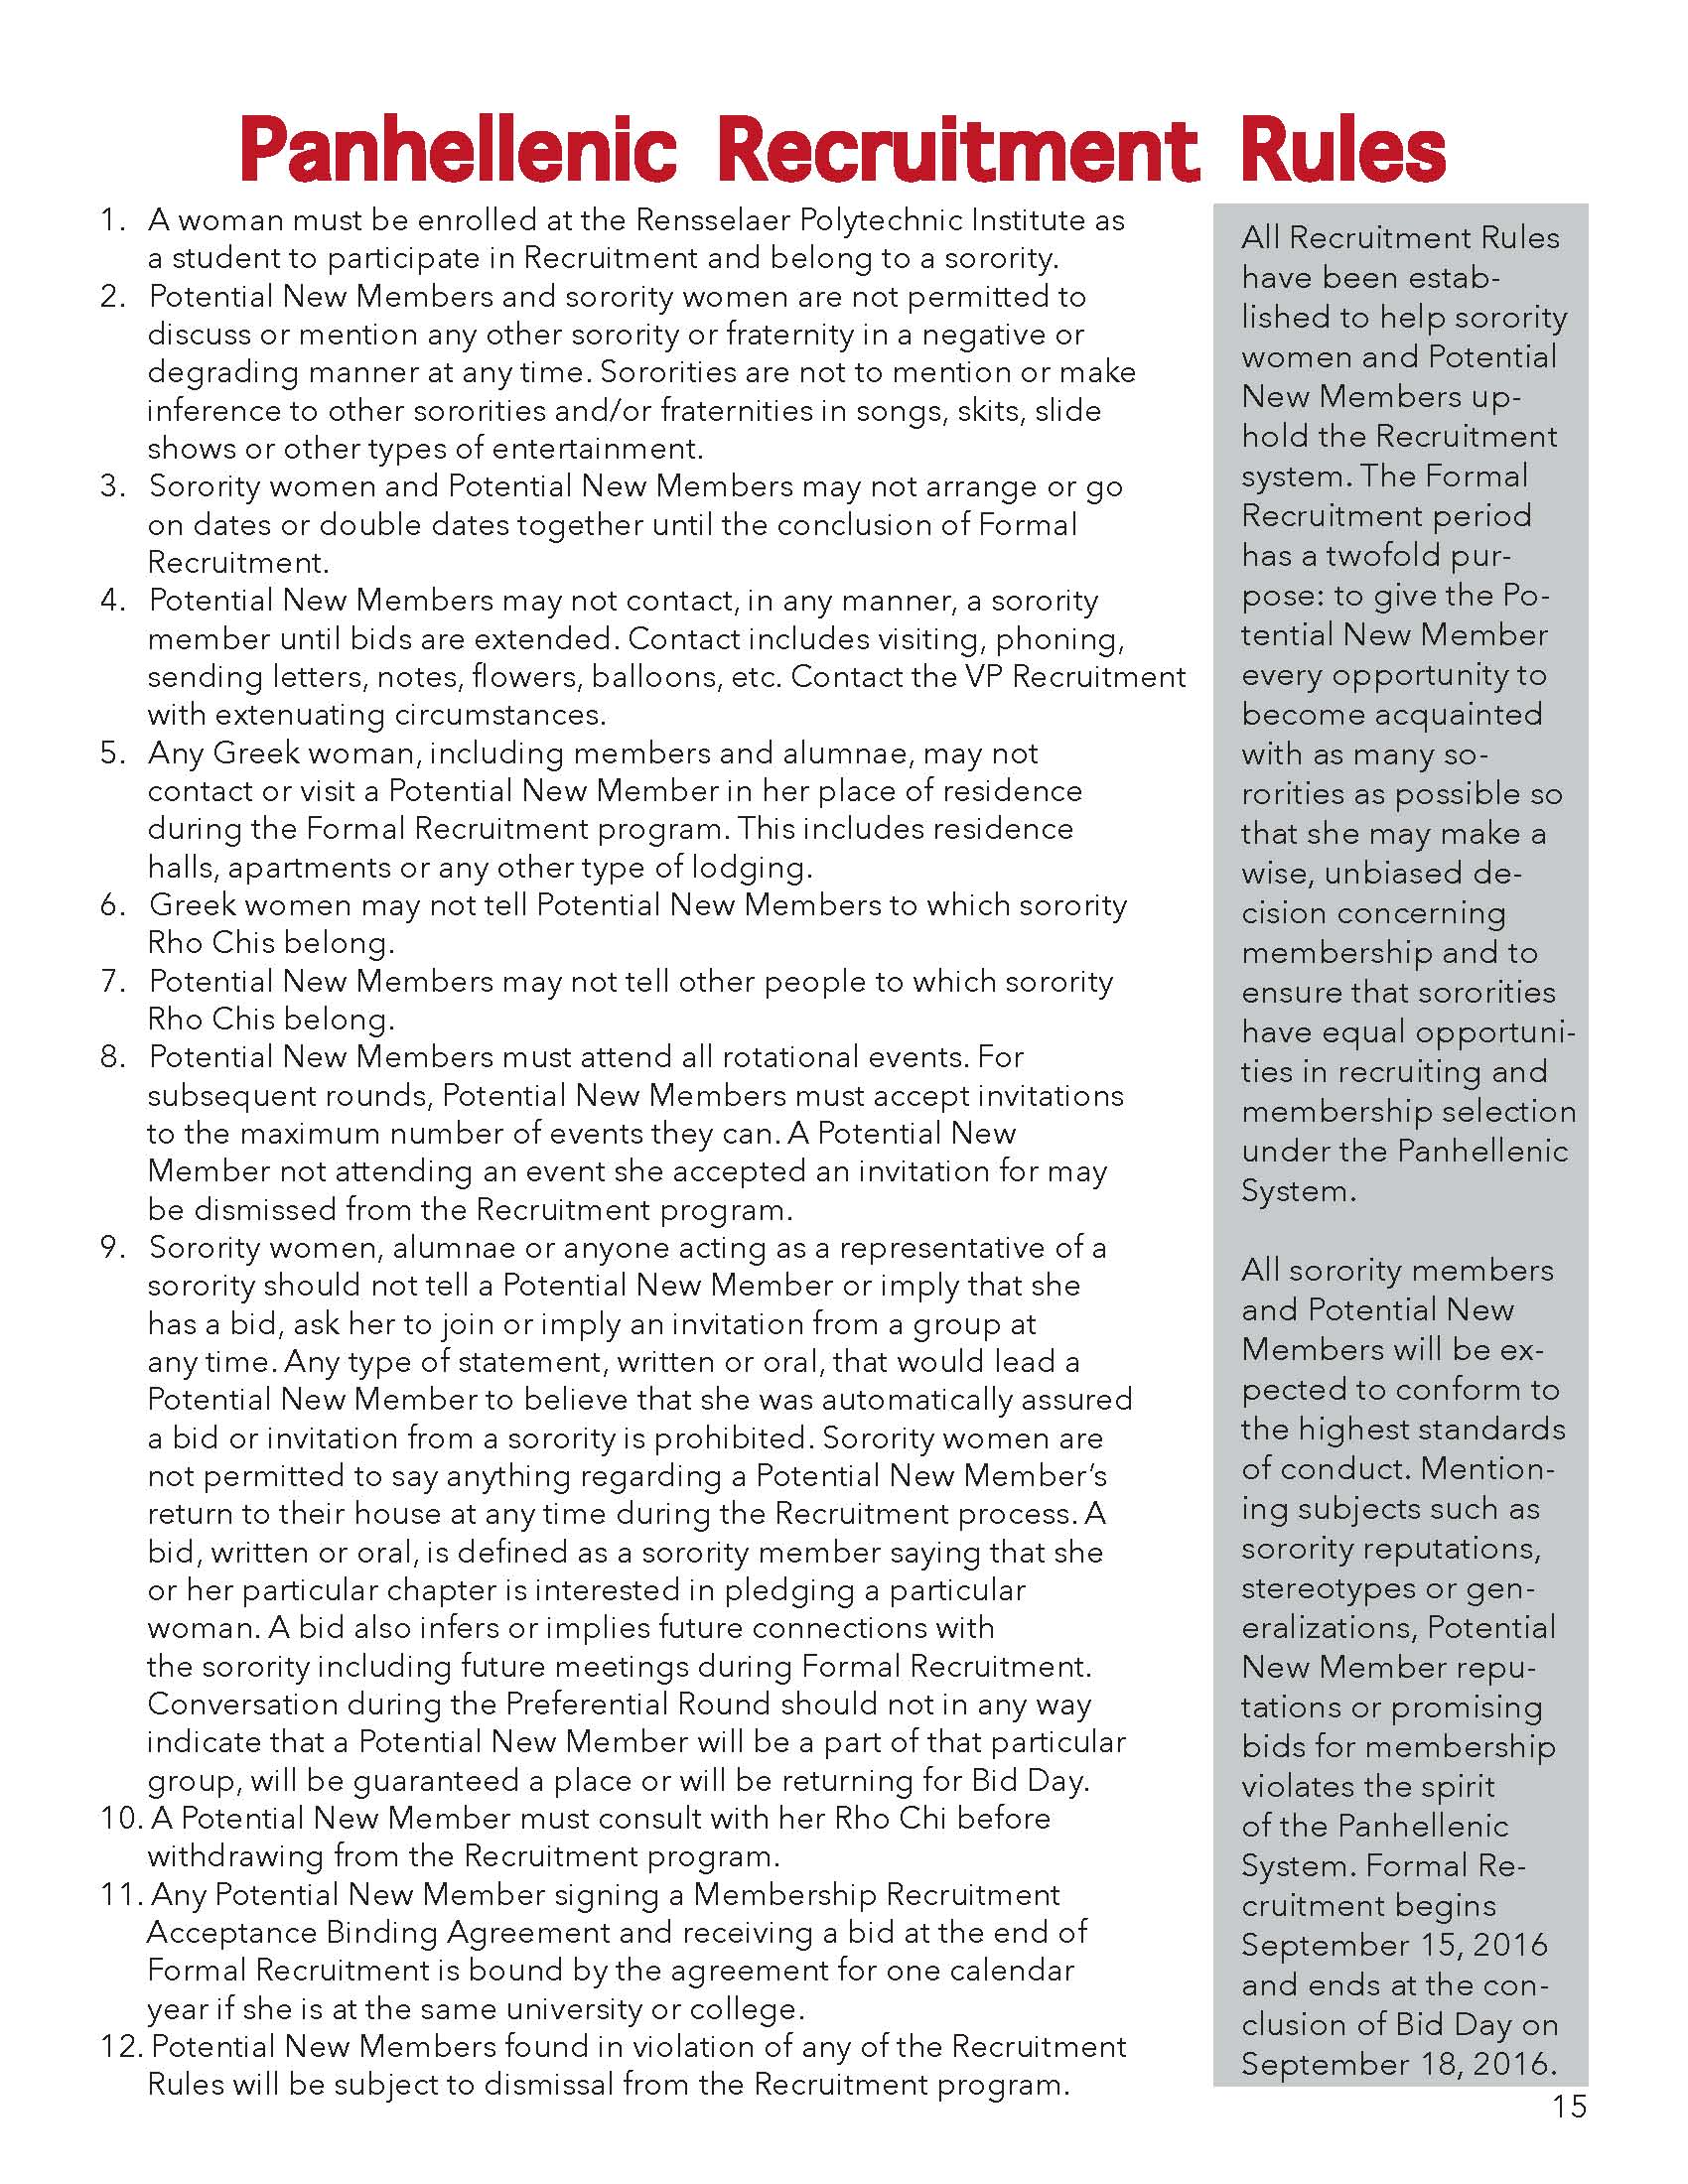 Panhellenic Recruitment Rules
1. A woman must be enrolled at the Rensselaer Polytechnic Institute as
a student to participate in Recruitment and belong to a sorority.
2. Potential New Members and sorority women are not permitted to
discuss or mention any other sorority or fraternity in a negative or
degrading manner at any time. Sororities are not to mention or make
inference to other sororities and/or fraternities in songs, skits, slide
shows or other types of entertainment.
3. Sorority women and Potential New Members may not arrange or go
on dates or double dates together until the conclusion of Formal
Recruitment.
4. Potential New Members may not contact, in any manner, a sorority
member until bids are extended. Contact includes visiting, phoning,
sending letters, notes, flowers, balloons, etc. Contact the VP Recruitment
with extenuating circumstances.
5. Any Greek woman, including members and alumnae, may not
contact or visit a Potential New Member in her place of residence
during the Formal Recruitment program. This includes residence
halls, apartments or any other type of lodging.
6. Greek women may not tell Potential New Members to which sorority
Rho Chis belong.
7. Potential New Members may not tell other people to which sorority
Rho Chis belong.
8. Potential New Members must attend all rotational events. For
subsequent rounds, Potential New Members must accept invitations
to the maximum number of events they can. A Potential New
Member not attending an event she accepted an invitation for may
be dismissed from the Recruitment program.
9. Sorority women, alumnae or anyone acting as a representative of a
sorority should not tell a Potential New Member or imply that she
has a bid, ask her to join or imply an invitation from a group at
any time. Any type of statement, written or oral, that would lead a
Potential New Member to believe that she was automatically assured
a bid or invitation from a sorority is prohibited. Sorority women are
not permitted to say anything regarding a Potential New Member’s
return to their house at any time during the Recruitment process. A
bid, written or oral, is defined as a sorority member saying that she
or her particular chapter is interested in pledging a particular
woman. A bid also infers or implies future connections with
the sorority including future meetings during Formal Recruitment.
Conversation during the Preferential Round should not in any way
indicate that a Potential New Member will be a part of that particular
group, will be guaranteed a place or will be returning for Bid Day.
10. A Potential New Member must consult with her Rho Chi before
withdrawing from the Recruitment program.
11. Any Potential New Member signing a Membership Recruitment
Acceptance Binding Agreement and receiving a bid at the end of
Formal Recruitment is bound by the agreement for one calendar
year if she is at the same university or college.
12. Potential New Members found in violation of any of the Recruitment
Rules will be subject to dismissal from the Recruitment program.
All Recruitment Rules
have been estab-
lished to help sorority
women and Potential
New Members up-
hold the Recruitment
system. The Formal
Recruitment period
has a twofold pur-
pose: to give the Po-
tential New Member
every opportunity to
become acquainted
with as many so-
rorities as possible so
that she may make a
wise, unbiased de-
cision concerning
membership and to
ensure that sororities
have equal opportuni-
ties in recruiting and
membership selection
under the Panhellenic
System.
All sorority members
and Potential New
Members will be ex-
pected to conform to
the highest standards
of conduct. Mention-
ing subjects such as
sorority reputations,
stereotypes or gen-
eralizations, Potential
New Member repu-
tations or promising
bids for membership
violates the spirit
of the Panhellenic
System. Formal Re-
cruitment begins
September 15, 2016
and ends at the con-
clusion of Bid Day on
September 18, 2016.
15